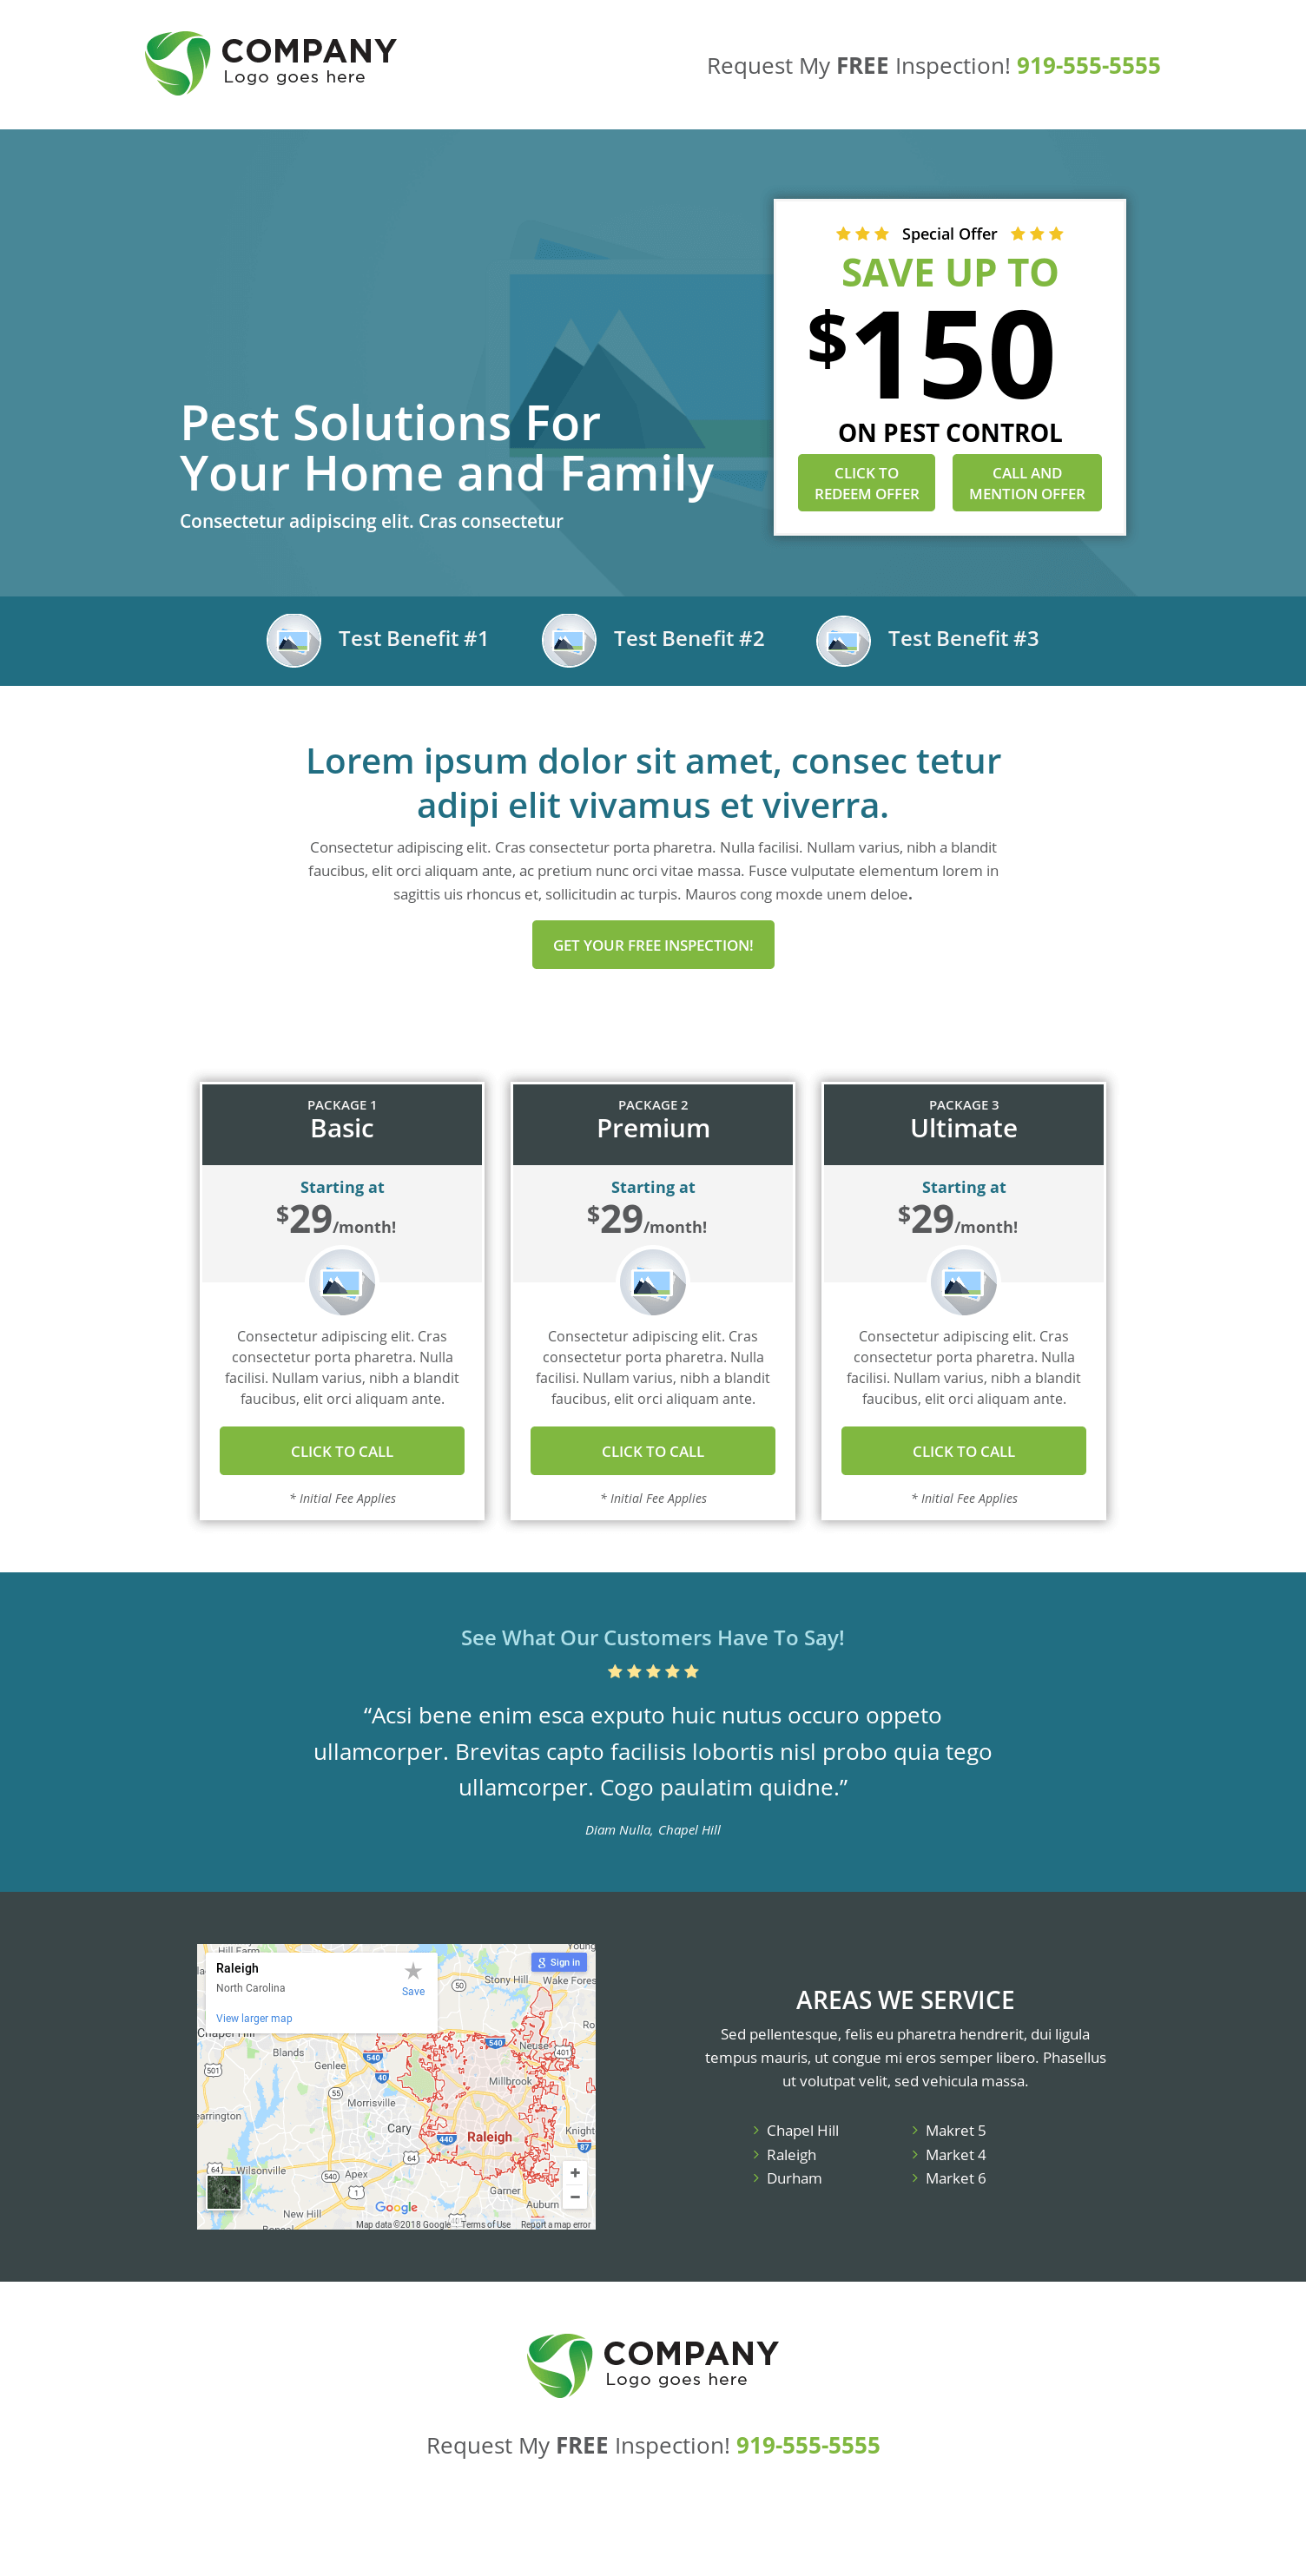 COMPANY
Logo goes here
Request My FREE Inspection! 919-555-5555
Special Offer
SAVE UP TO
$150
ON PEST CONTROL
CLICK TO
REDEEM OFFER
CALL AND
MENTION OFFER
Pest Solutions For
Your Home and Family
Consectetur adipiscing elit. Cras consectetur
Test Benefit #1
Test Benefit #2
Test Benefit #3
Lorem ipsum dolor sit amet, consec tetur
adipi elit vivamus et viverra.
Consectetur adipiscing elit. Cras consectetur porta pharetra. Nulla facilisi. Nullam varius, nibh a blandit
faucibus, elit orci aliquam ante, ac pretium nunc orci vitae massa. Fusce vulputate elementum lorem in
sagittis uis rhoncus et, sollicitudin ac turpis. Mauros cong moxde unem deloe.
GET YOUR FREE INSPECTION!
PACKAGE 1
Basic
Starting at
$29/month!
Consectetur adipiscing elit. Cras
consectetur porta pharetra. Nulla
facilisi. Nullam varius, nibh a blandit
faucibus, elit orci aliquam ante.
CLICK TO CALL
* Initial Fee Applies
PACKAGE 2
Premium
Starting at
$29/month!
Consectetur adipiscing elit. Cras
consectetur porta pharetra. Nulla
facilisi. Nullam varius, nibh a blandit
faucibus, elit orci aliquam ante.
CLICK TO CALL
* Initial Fee Applies
PACKAGE 3
Ultimate
Starting at
$29/month!
Consectetur adipiscing elit. Cras
consectetur porta pharetra. Nulla
facilisi. Nullam varius, nibh a blandit
faucibus, elit orci aliquam ante.
CLICK TO CALL
* Initial Fee Applies
See What Our Customers Have To Say!
“Acsi bene enim esca exputo huic nutus occuro oppeto
ullamcorper. Brevitas capto facilisis lobortis nisl probo quia tego
ullamcorper. Cogo paulatim quidne.”
Diam Nulla, Chapel Hill
Raleigh
North Carolina
Save
View larger map
Sign in
50
Stony Hill
Wake Fores
Ro
Chapel Hill
Blands
Genlee
540
40
540
Neuse
401
501
55
Millbrook
Morrisville
earrington
Cary
440
Raleigh
Knight
87
64
64
Wilsonville
540
Apex
1
Garner
Auburn
New Hill
Google
Map data ©2018 Google
Terms of Use
Report a map error
AREAS WE SERVICE
Sed pellentesque, felis eu pharetra hendrerit, dui ligula
tempus mauris, ut congue mi eros semper libero. Phasellus
ut volutpat velit, sed vehicula massa.
Chapel Hill
Raleigh
Durham
Makret 5
Market 4
Market 6
COMPANY
Logo goes here
Request My FREE Inspection! 919-555-5555